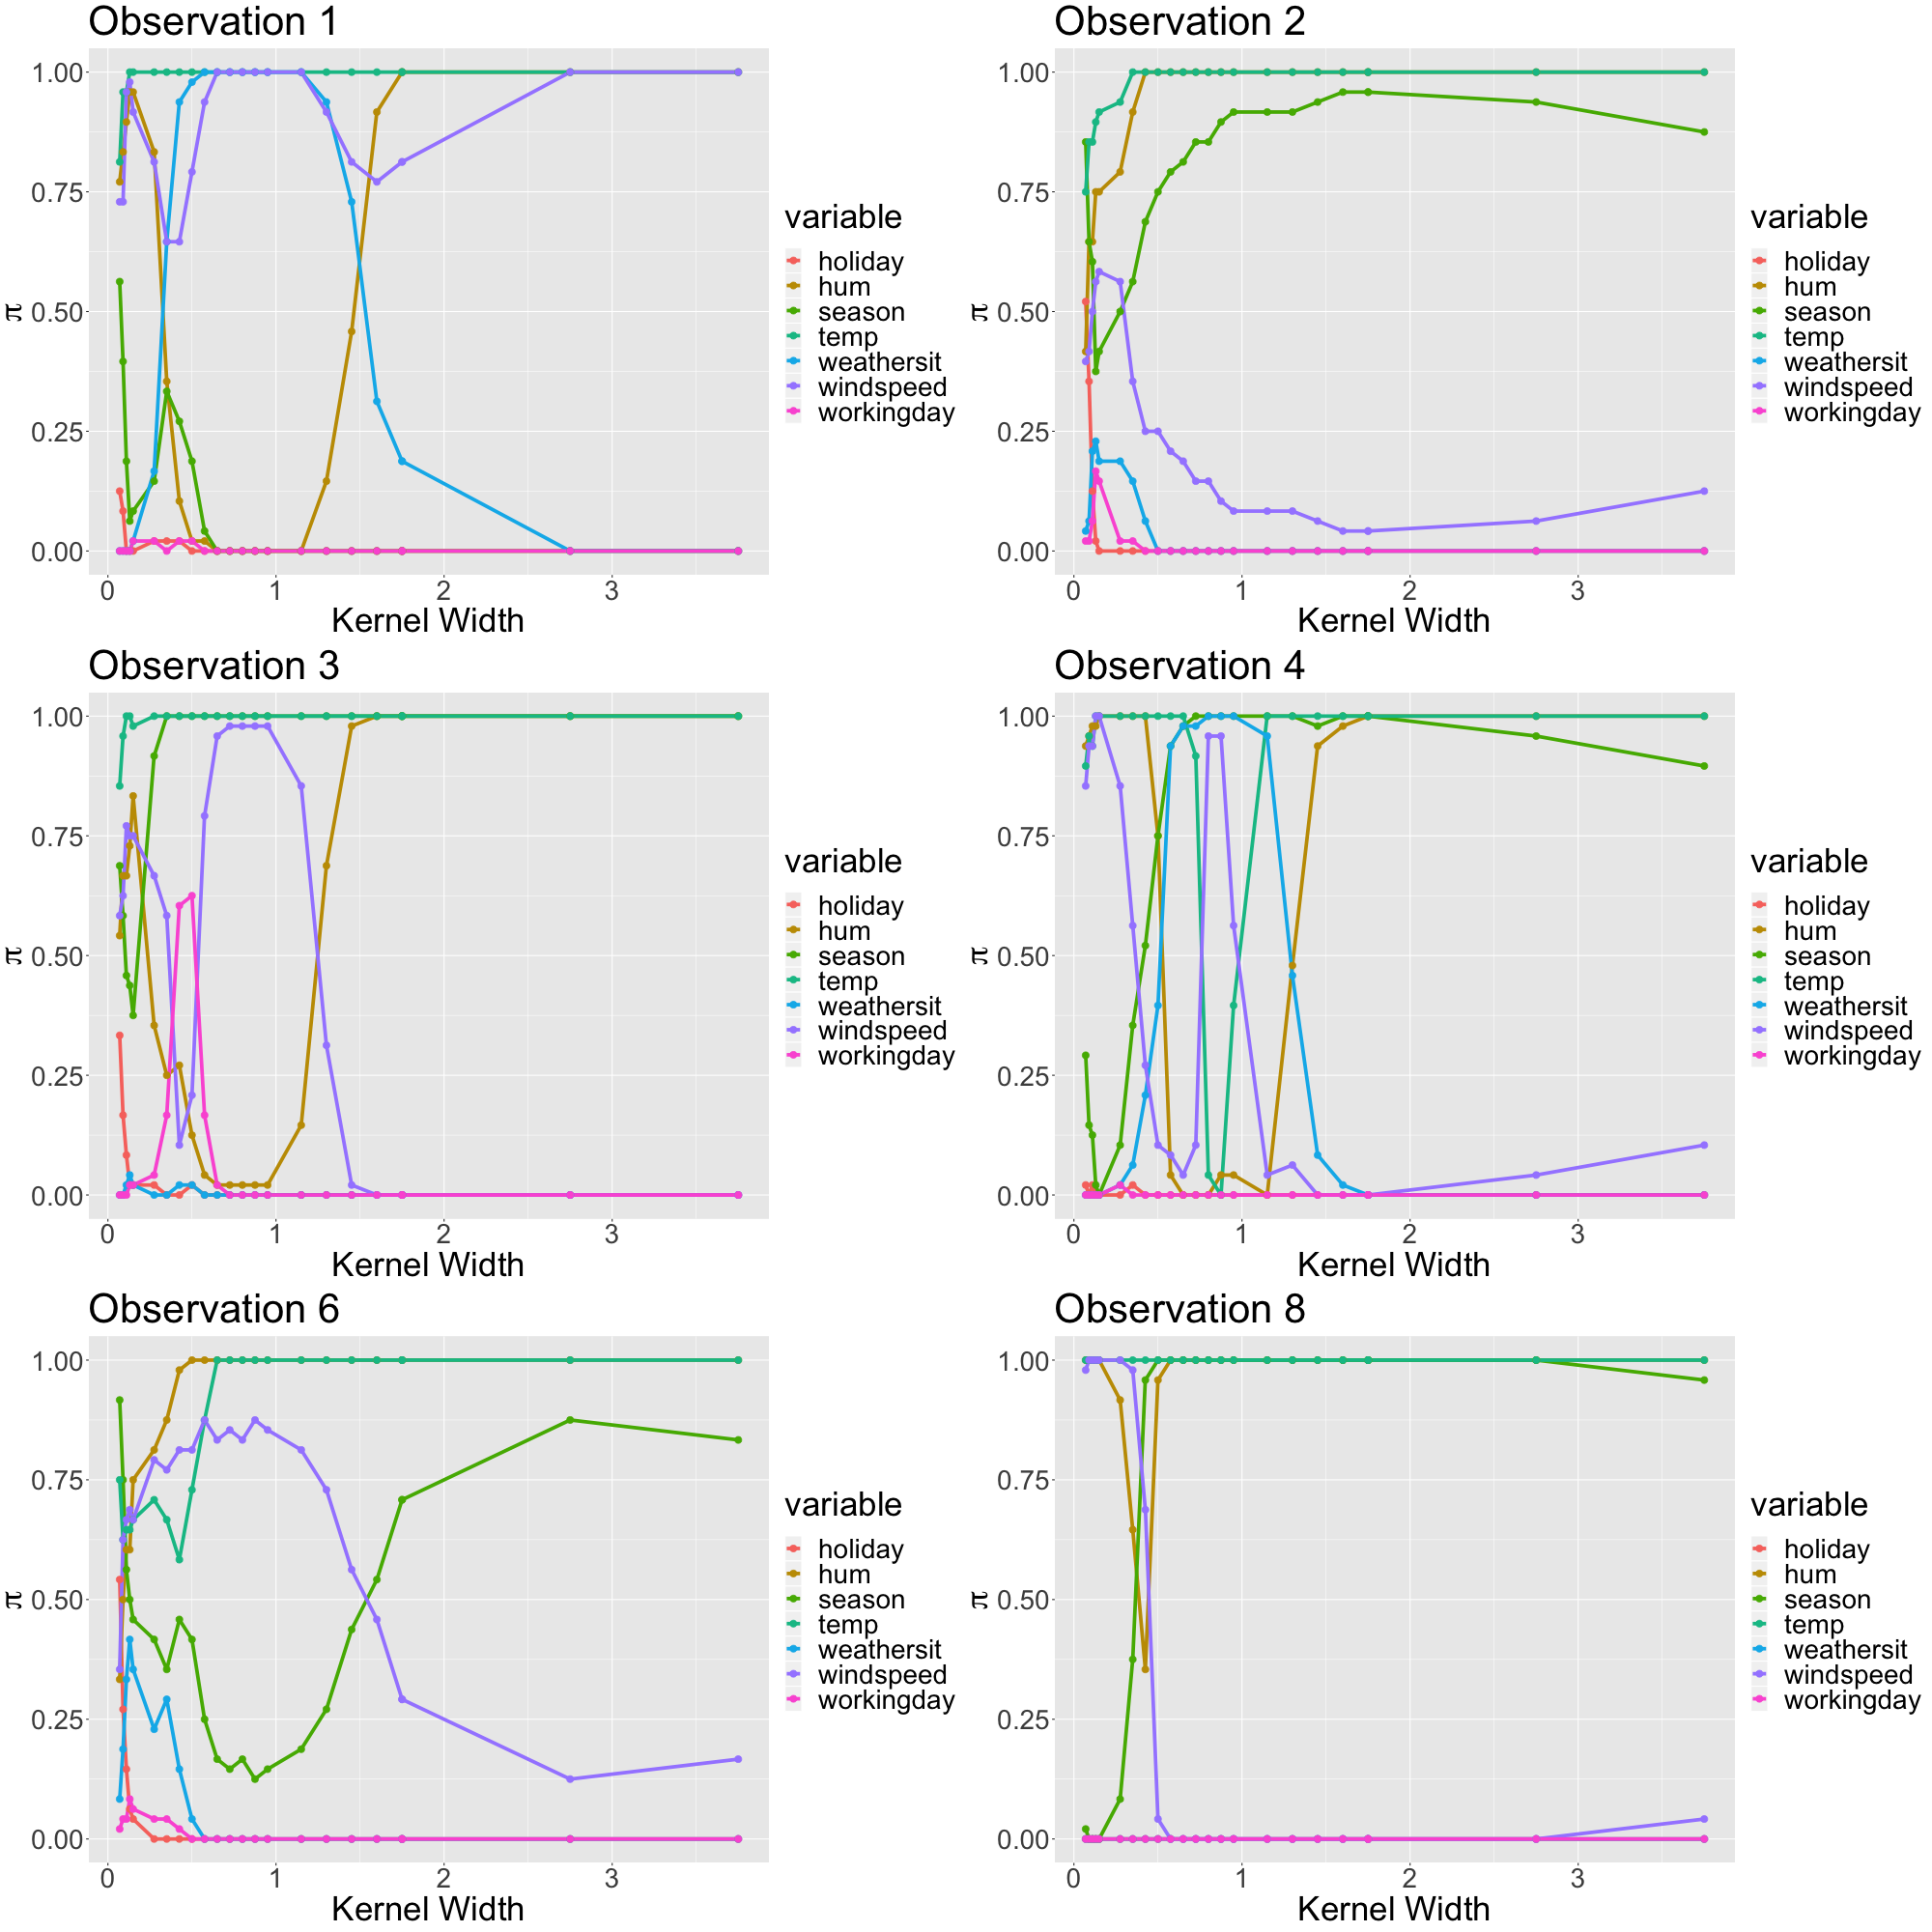 Observation 1
1.00
0.75
0.50
0.25
0.00
π
0 1 2 3
Kernel Width
variable
holiday
hum
season
temp
weathersit
windspeed
workingday
Observation 2
1.00
0.75
0.50
0.25
0.00
π
0 1 2 3
Kernel Width
variable
holiday
hum
season
temp
weathersit
windspeed
workingday
Observation 3
1.00
0.75
0.50
0.25
0.00
π
0 1 2 3
Kernel Width
variable
holiday
hum
season
temp
weathersit
windspeed
workingday
Observation 4
1.00
0.75
0.50
0.25
0.00
π
0 1 2 3
Kernel Width
variable
holiday
hum
season
temp
weathersit
windspeed
workingday
Observation 6
1.00
0.75
0.50
0.25
0.00
π
0 1 2 3
Kernel Width
variable
holiday
hum
season
temp
weathersit
windspeed
workingday
Observation 8
1.00
0.75
0.50
0.25
0.00
π
0 1 2 3
Kernel Width
variable
holiday
hum
season
temp
weathersit
windspeed
workingday